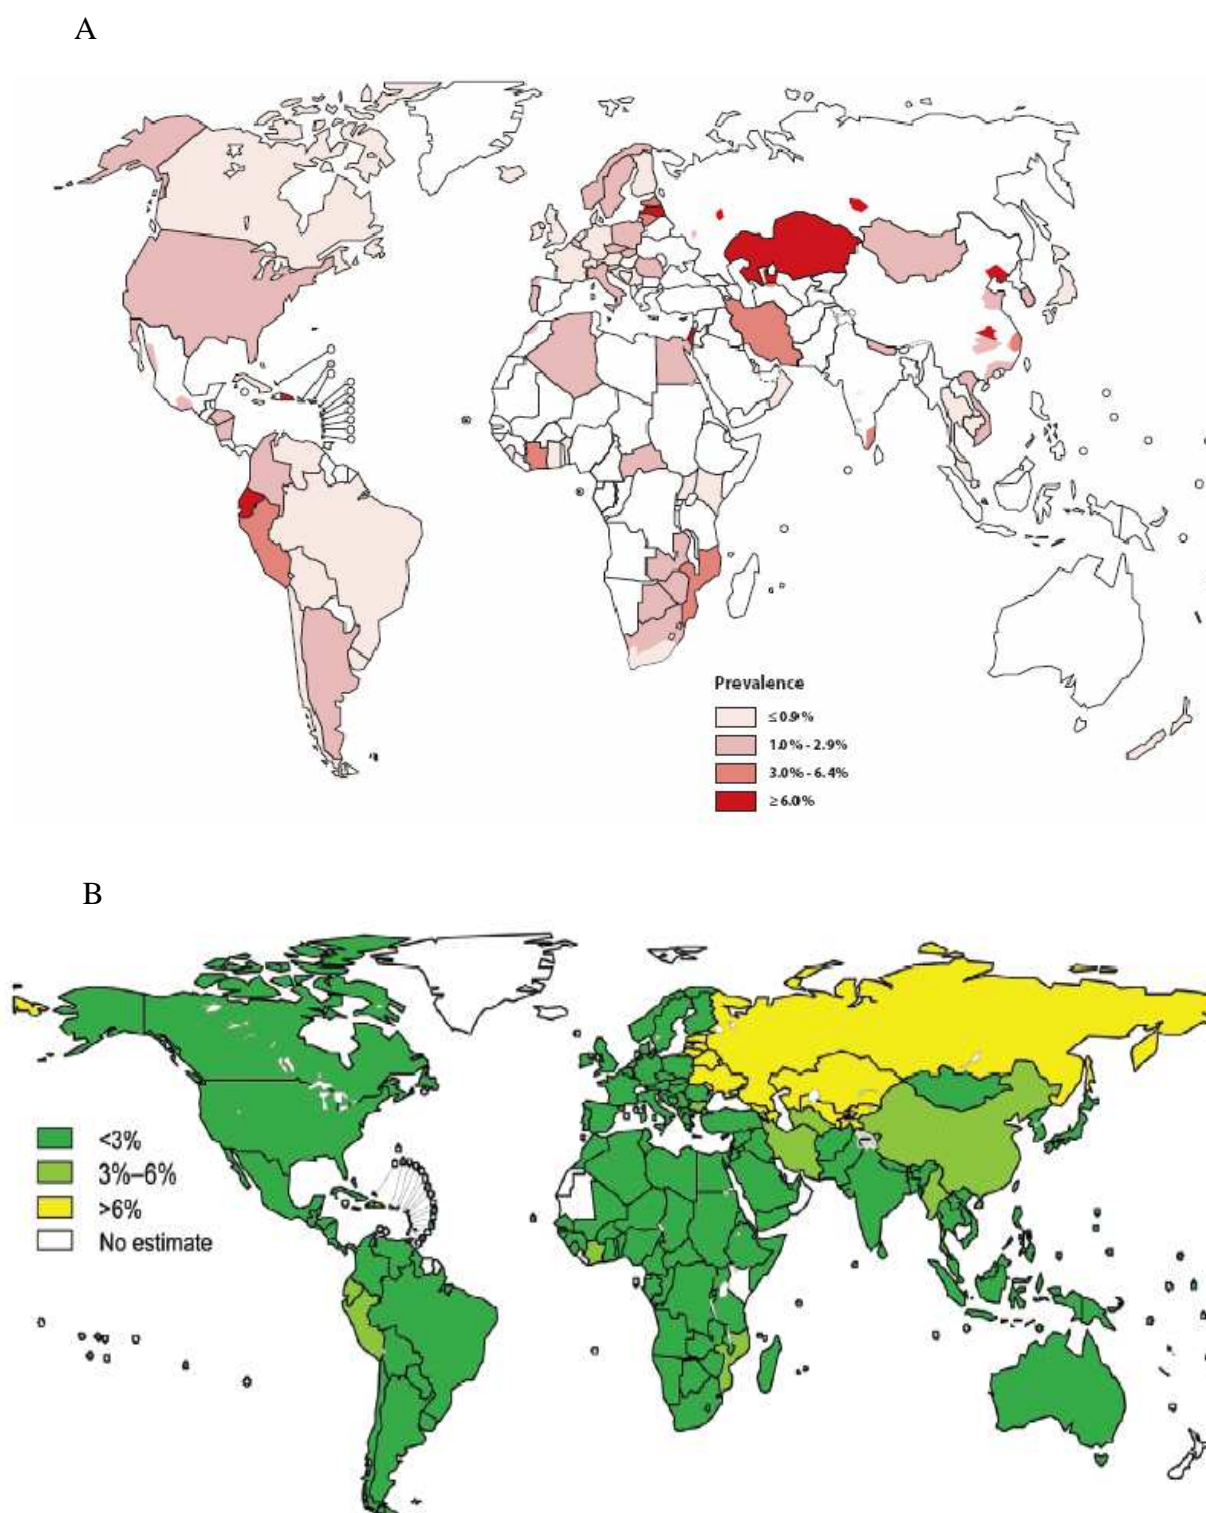 A
Prevalence
≤ 0.9%
1.0% - 2.9%
3.0% - 6.4%
≥ 6.0%
B
<3%
3%–6%
>6%
No estimate